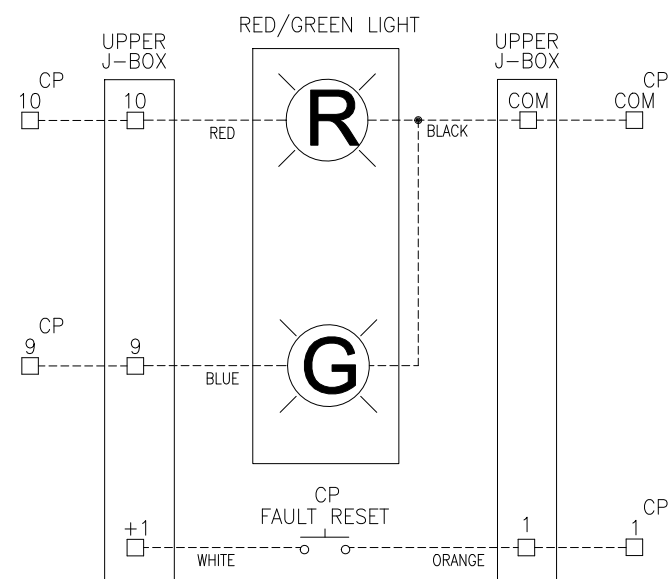 RED/GREEN LIGHT
UPPER
J-BOX
UPPER
J-BOX
CP
10
10
RED
R
BLACK
COM
CP
COM
CP
9
9
BLUE
G
+1
WHITE
CP
FAULT RESET
ORANGE
1
CP
1